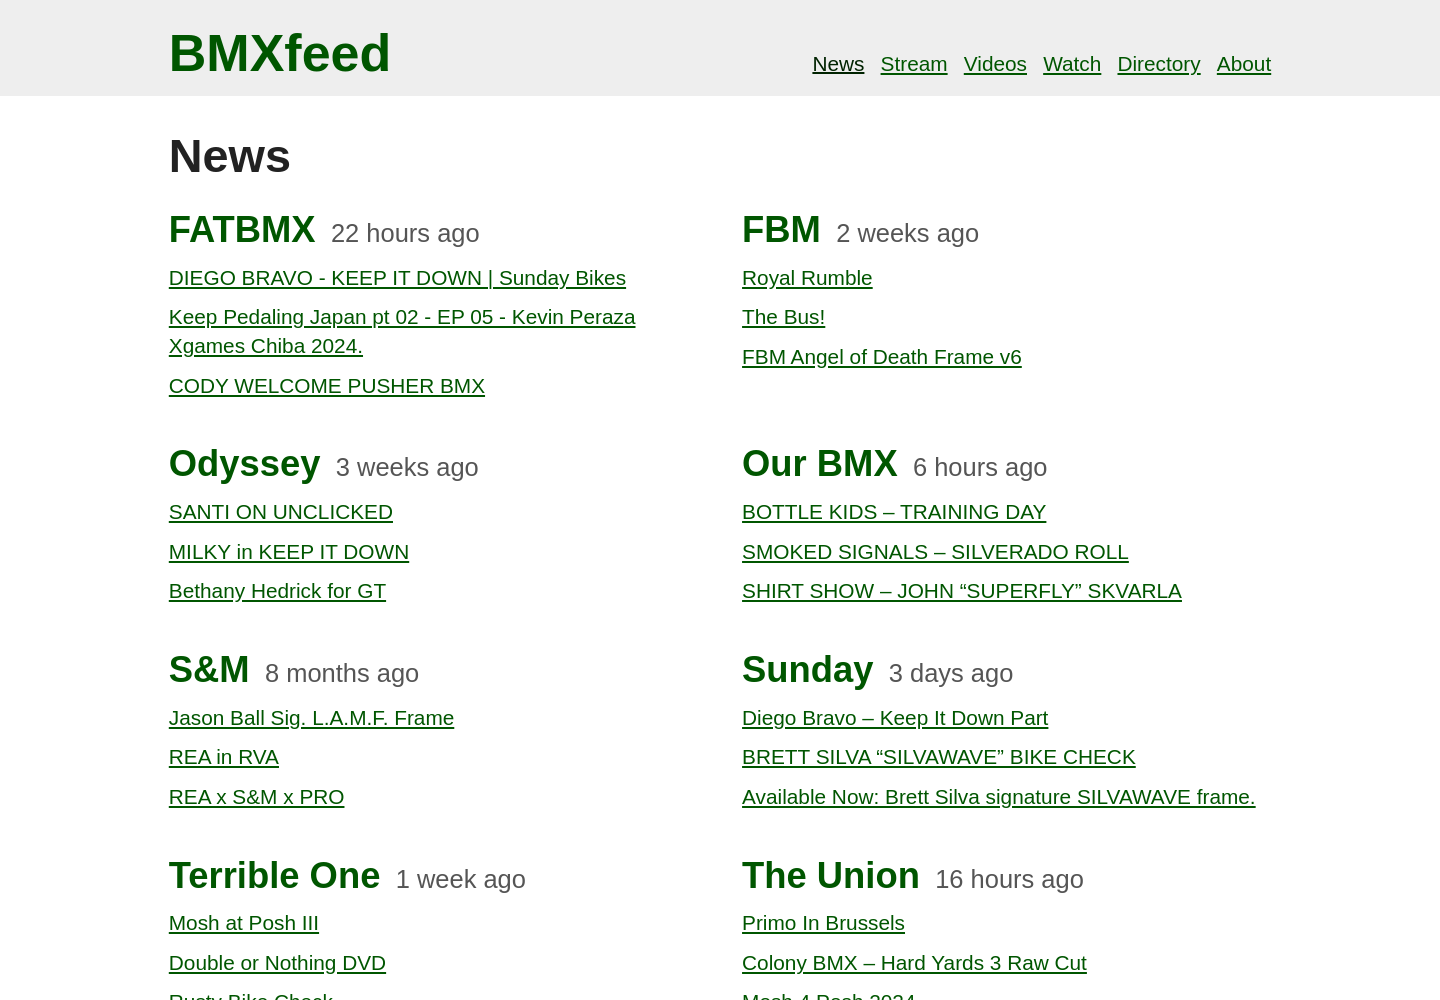 BMXfeed
News Stream Videos Watch Directory About
News
FATBMX 22 hours ago
DIEGO BRAVO - KEEP IT DOWN | Sunday Bikes
Keep Pedaling Japan pt 02 - EP 05 - Kevin Peraza
Xgames Chiba 2024.
CODY WELCOME PUSHER BMX
FBM 2 weeks ago
Royal Rumble
The Bus!
FBM Angel of Death Frame v6
Odyssey 3 weeks ago
SANTI ON UNCLICKED
MILKY in KEEP IT DOWN
Bethany Hedrick for GT
Our BMX 6 hours ago
BOTTLE KIDS – TRAINING DAY
SMOKED SIGNALS – SILVERADO ROLL
SHIRT SHOW – JOHN “SUPERFLY” SKVARLA
S&M 8 months ago
Jason Ball Sig. L.A.M.F. Frame
REA in RVA
REA x S&M x PRO
Sunday 3 days ago
Diego Bravo – Keep It Down Part
BRETT SILVA “SILVAWAVE” BIKE CHECK
Available Now: Brett Silva signature SILVAWAVE frame.
Terrible One 1 week ago
Mosh at Posh III
Double or Nothing DVD
Rusty Bike Check
The Union 16 hours ago
Primo In Brussels
Colony BMX – Hard Yards 3 Raw Cut
Mosh 4 Posh 2024